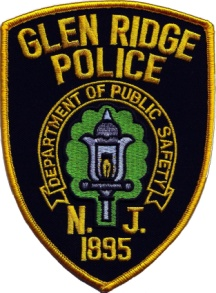 GLEN RIDGE
POLICE
DEPARTMENT OF PUBLIC SAFETY
N. J.
1895